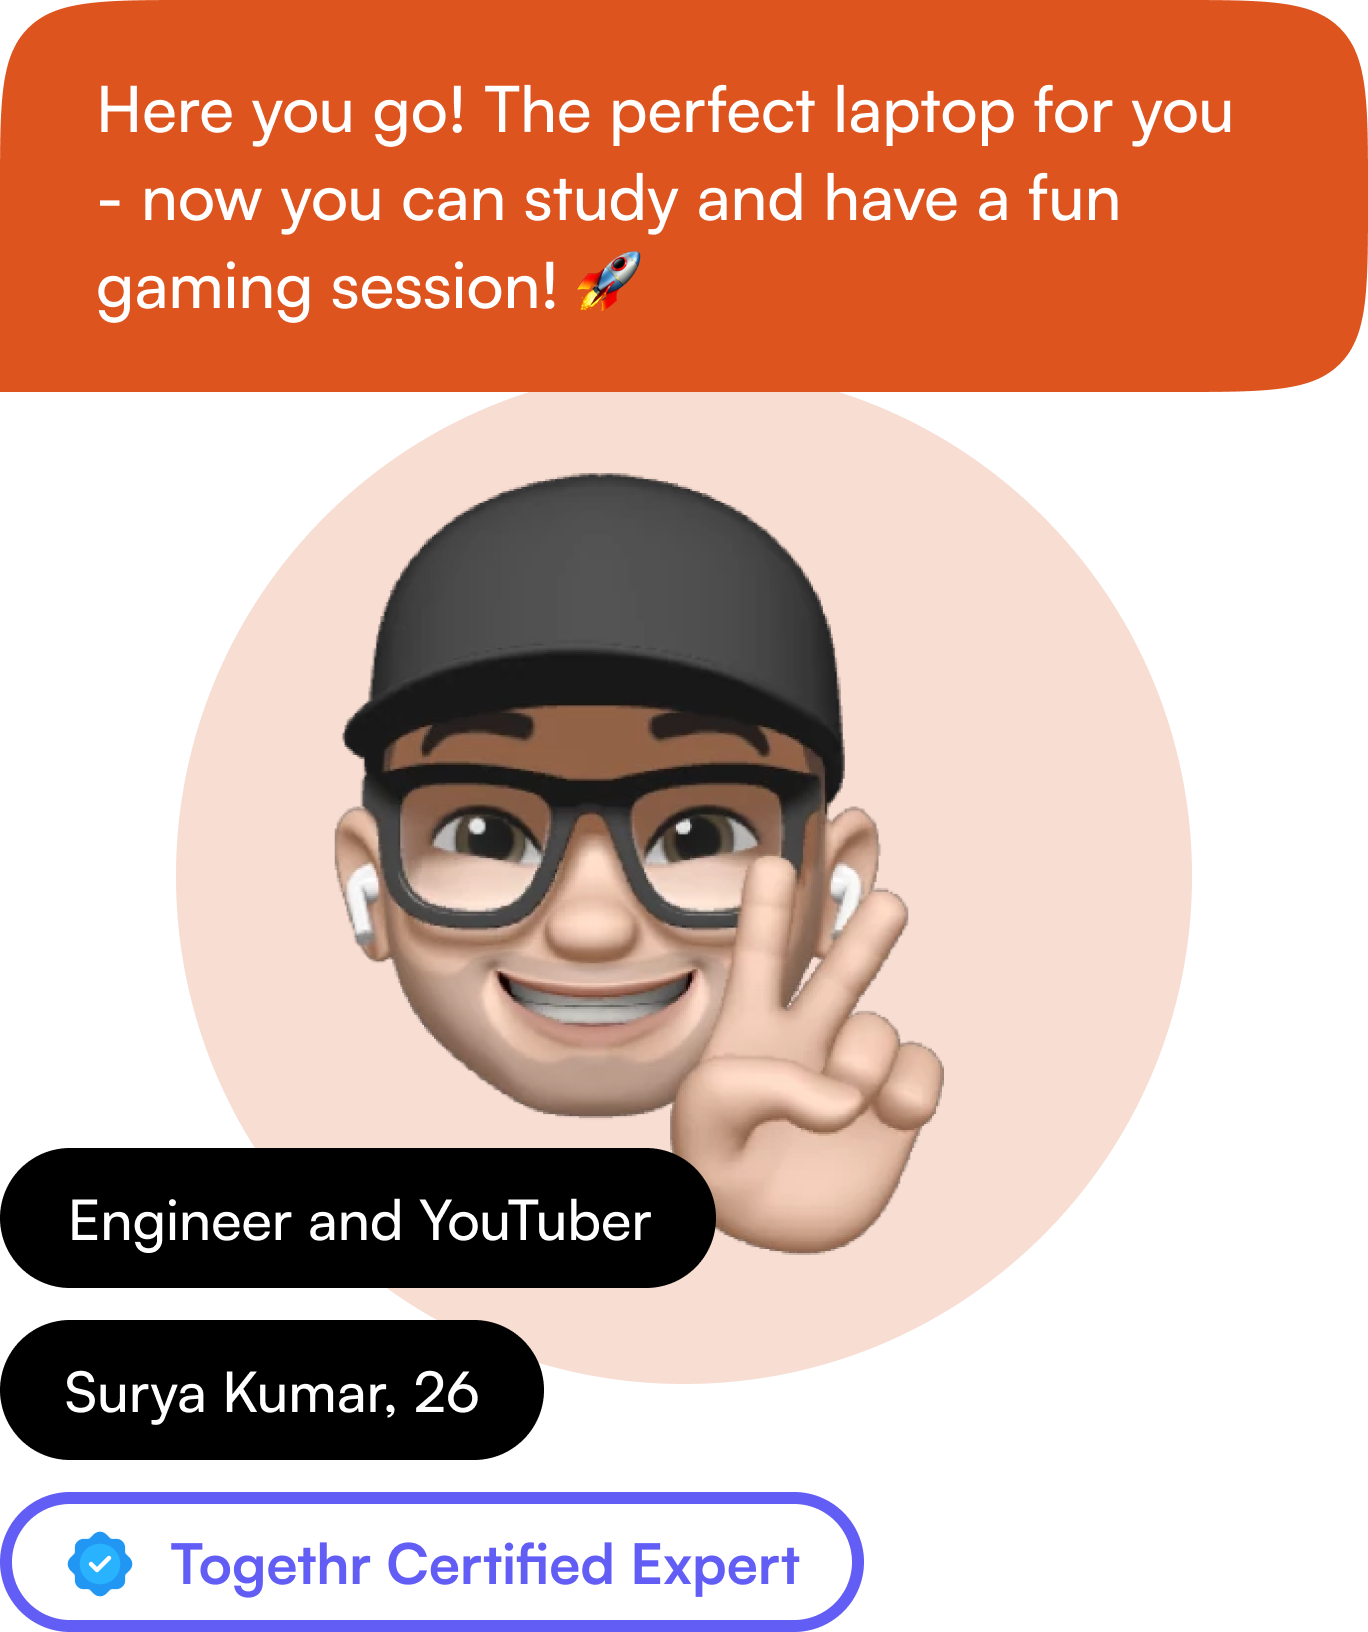 Here you go! The perfect laptop for you
- now you can study and have a fun
gaming session! 🚀
Engineer and YouTuber
Surya Kumar, 26
Togethr Certified Expert